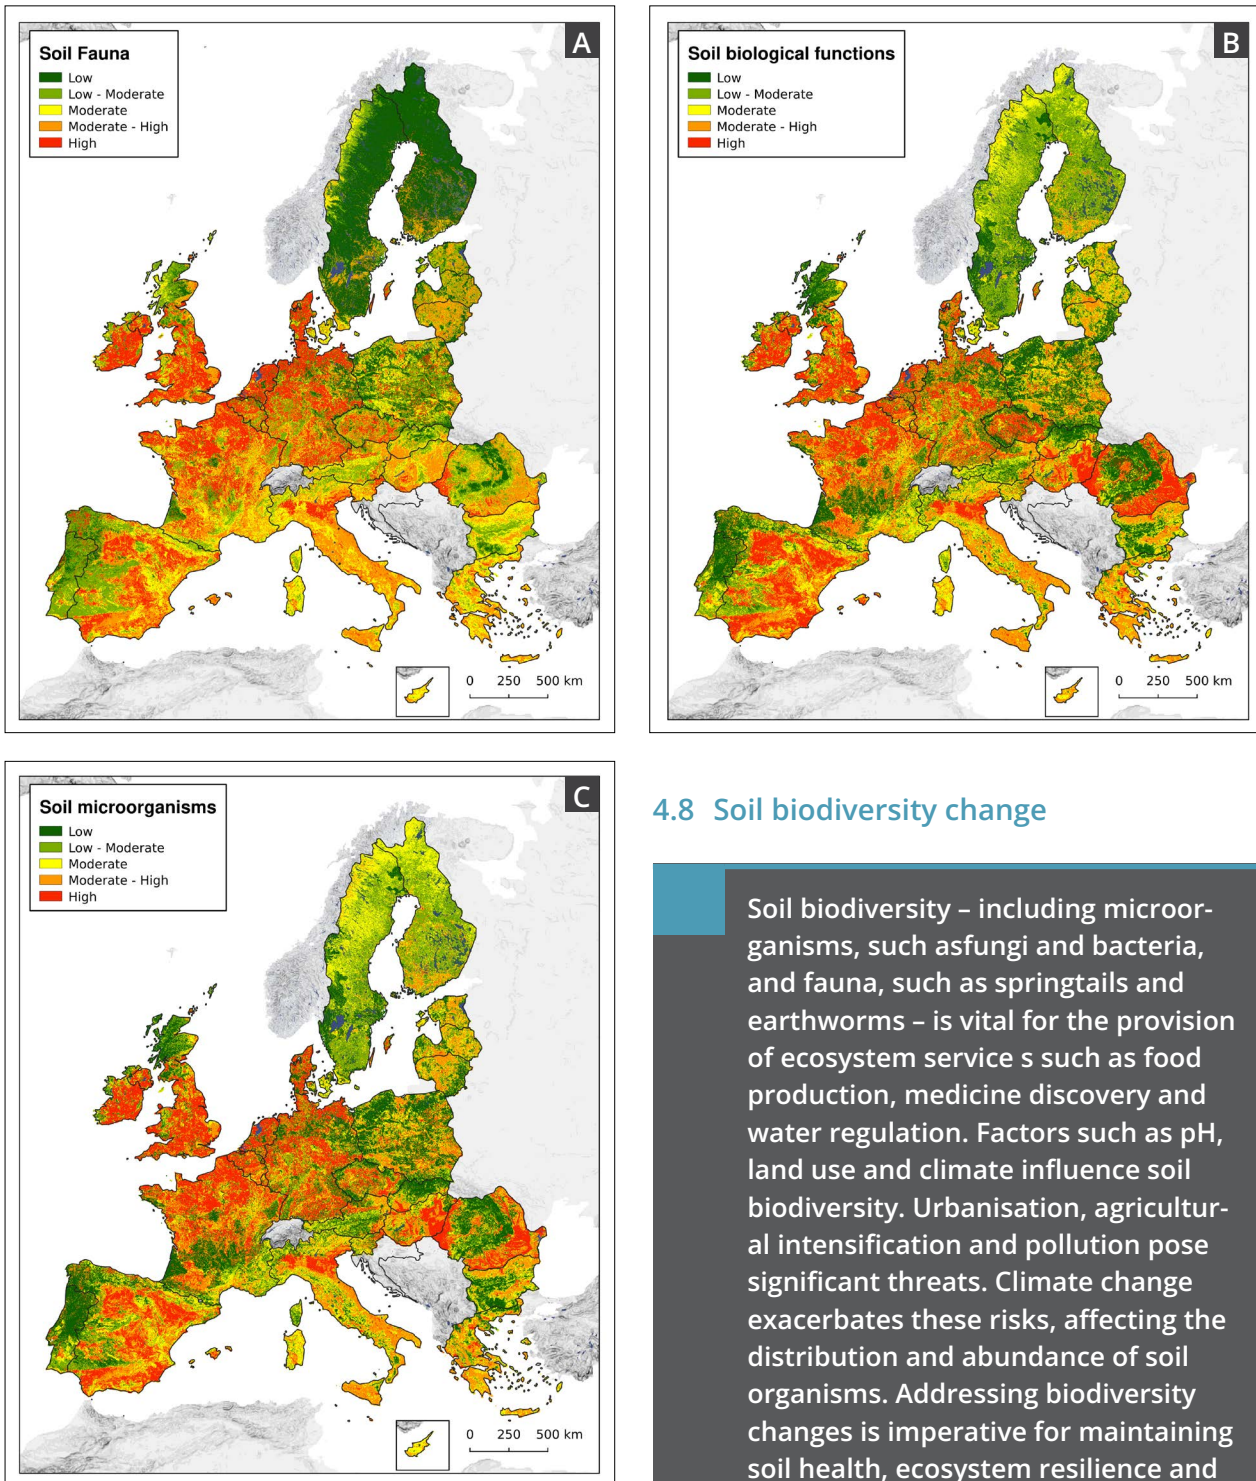 A
Soil Fauna
Low
Low - Moderate
Moderate
Moderate - High
High
0 250 500 km
B
Soil biological functions
Low
Low - Moderate
Moderate
Moderate - High
High
0 250 500 km
C
Soil microorganisms
Low
Low - Moderate
Moderate
Moderate - High
High
0 250 500 km
4.8 Soil biodiversity change
Soil biodiversity – including microor-
ganisms, such asfungi and bacteria,
and fauna, such as springtails and
earthworms – is vital for the provision
of ecosystem service s such as food
production, medicine discovery and
water regulation. Factors such as pH,
land use and climate influence soil
biodiversity. Urbanisation, agricultur-
al intensification and pollution pose
significant threats. Climate change
exacerbates these risks, affecting the
distribution and abundance of soil
organisms. Addressing biodiversity
changes is imperative for maintaining
soil health, ecosystem resilience and